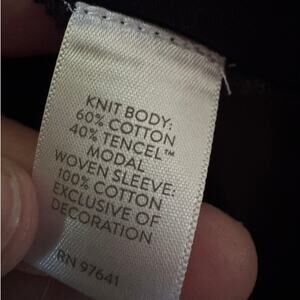 KNIT BODY:
60% COTTON
40% TENCEL™
MODAL
WOVEN SLEEVE:
100% COTTON
EXCLUSIVE OF
DECORATION
RN 97641